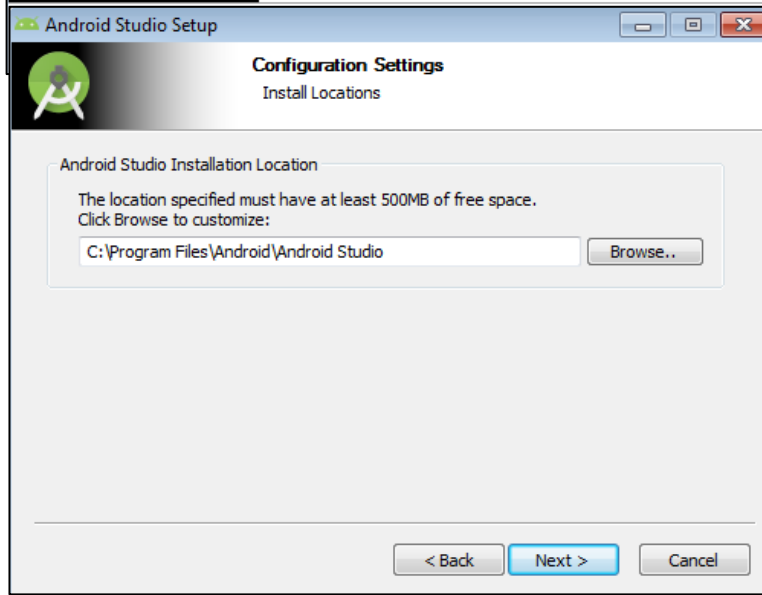 Android Studio Setup
Configuration Settings
Install Locations
Android Studio Installation Location
The location specified must have at least 500MB of free space.
Click Browse to customize:
C:\Program Files\Android\Android Studio
Browse..
< Back
Next >
Cancel